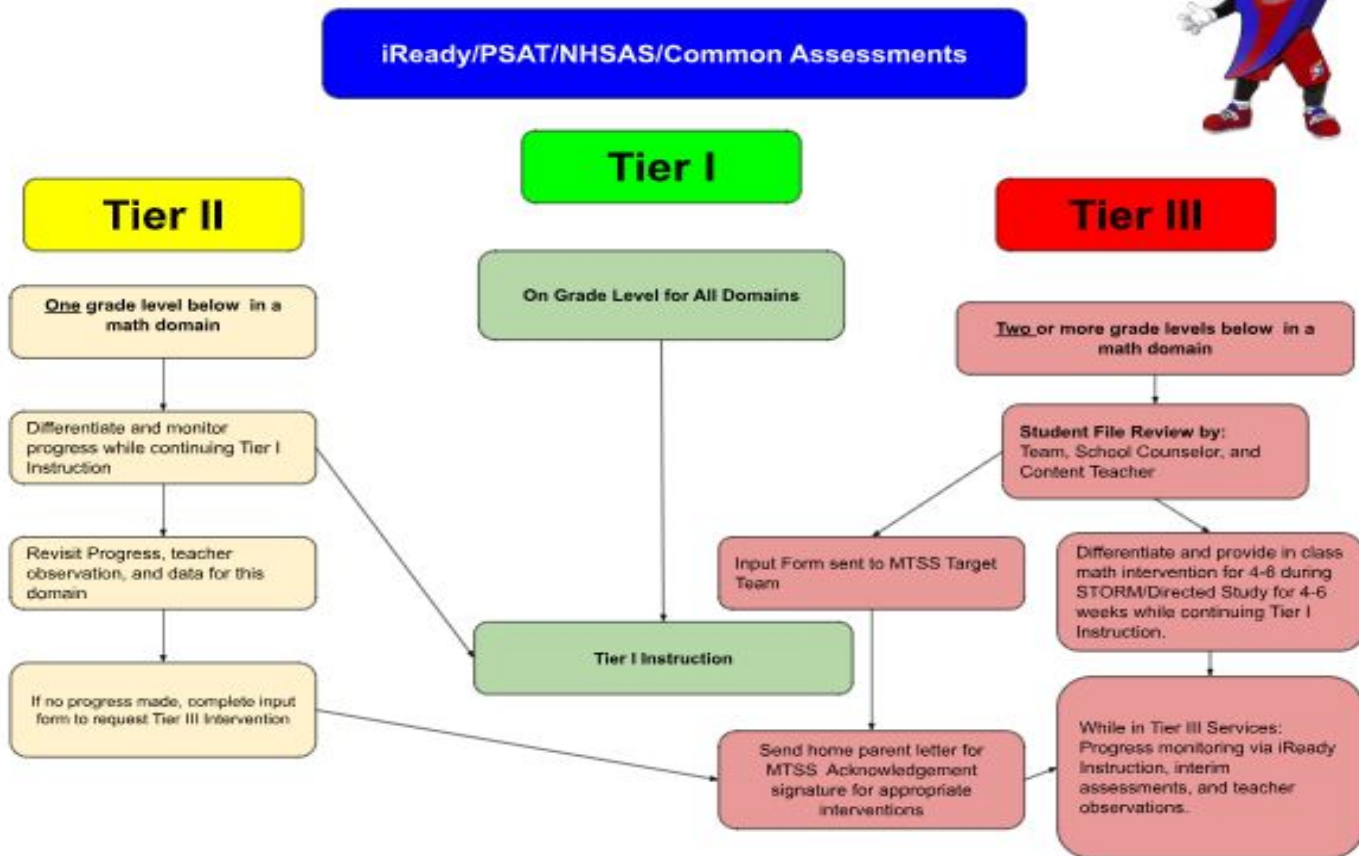 iReady/PSAT/NHSAS/Common Assessments
Tier I
Tier II
Tier III
One grade level below in a
math domain
Differentiate and monitor
progress while continuing Tier I
Instruction
Revisit Progress, teacher
observation, and data for this
domain
If no progress made, complete input
form to request Tier III Intervention
On Grade Level for All Domains
Tier I Instruction
Two or more grade levels below in a
math domain
Student File Review by:
Team, School Counselor, and
Content Teacher
Input Form sent to MTSS Target
Team
Differentiate and provide in class
math intervention for 4-6 during
STORM/Directed Study for 4-6
weeks while continuing Tier I
Instruction.
Send home parent letter for
MTSS Acknowledgement
signature for appropriate
interventions
While in Tier III Services:
Progress monitoring via iReady
Instruction, interim
assessments, and teacher
observations.